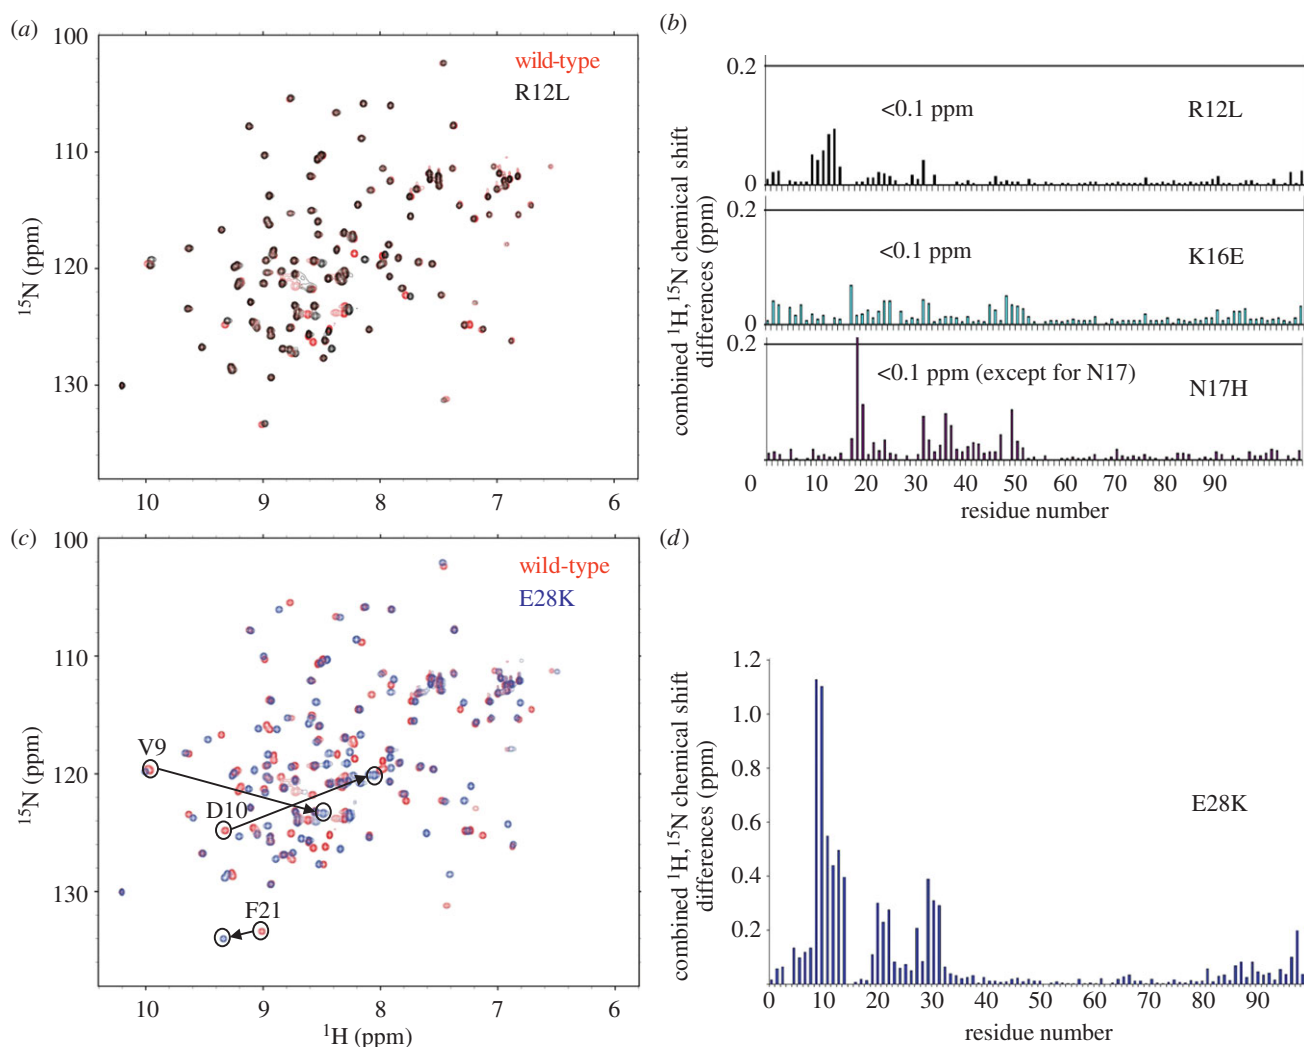 (a)
100
110
120
130
15N (ppm)
wild-type
R12L
10 9 8 7 6
(b)
0.2
<0.1 ppm
R12L
0
0.2
<0.1 ppm
K16E
0
0.2
<0.1 ppm (except for N17)
N17H
0 10 20 30 40 50 60 70 80 90
residue number
combined 1H,15N chemical shift
differences (ppm)
(c)
100
110
120
130
15N (ppm)
wild-type
E28K
V9
D10
F21
10 9 8 7 6
1H (ppm)
(d)
1.2
1.0
0.8
0.6
0.4
0.2
E28K
0 10 20 30 40 50 60 70 80 90
residue number
combined 1H,15N chemical shift
differences (ppm)